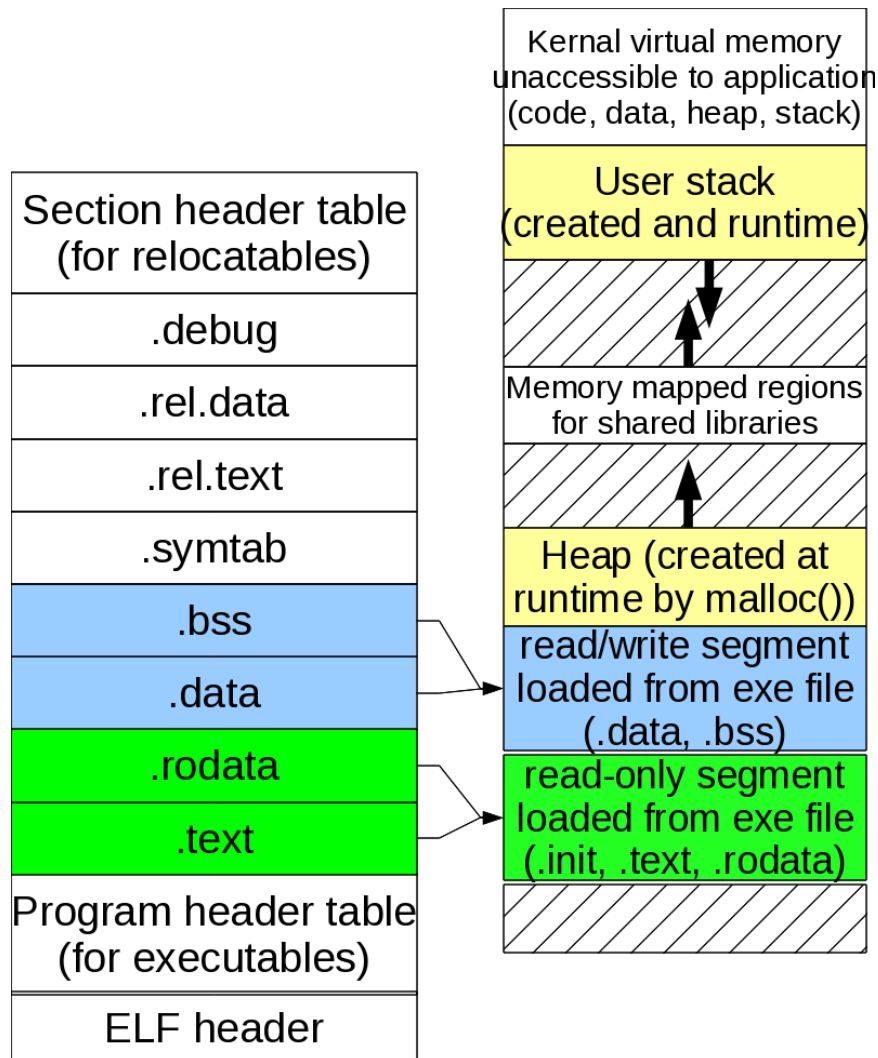 Kernal virtual memory
unaccessible to application
(code, data, heap, stack)
User stack
(created and runtime)
Memory mapped regions
for shared libraries
Heap (created at
runtime by malloc())
read/write segment
loaded from exe file
(.data, .bss)
read-only segment
loaded from exe file
(.init, .text, .rodata)
Section header table
(for relocatables)
.debug
.rel.data
.rel.text
.symtab
.bss
.data
.rodata
.text
Program header table
(for executables)
ELF header